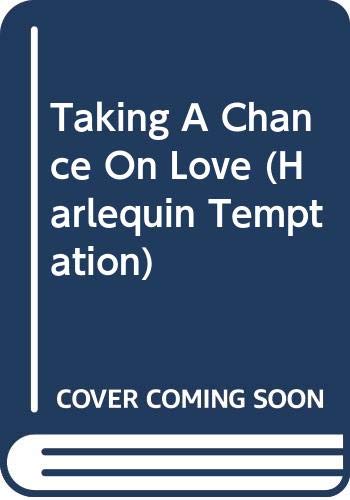 Taking A Chan
ce On Love (H
arlequin Tempt
ation)
COVER COMING SOON